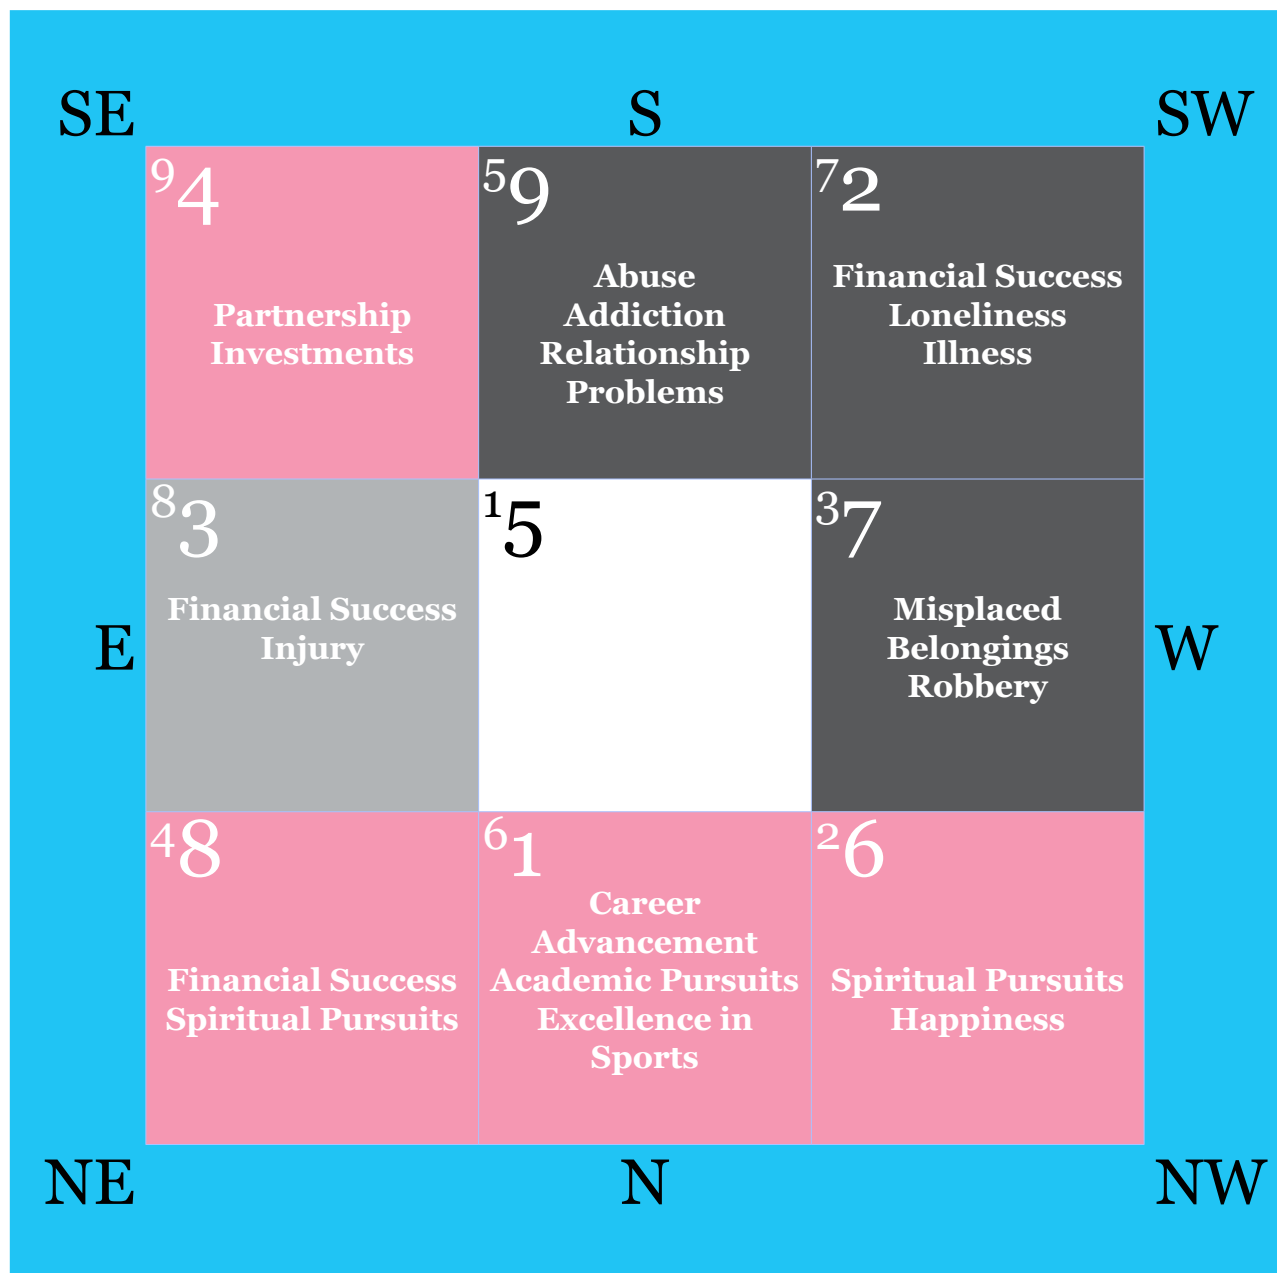 SE S SW
⁹4
Partnership
Investments
⁵9
Abuse
Addiction
Relationship
Problems
⁷2
Financial Success
Loneliness
Illness
E
⁸3
Financial Success
Injury
¹5
³7
Misplaced
Belongings
Robbery
W
⁴8
Financial Success
Spiritual Pursuits
⁶1
Career
Advancement
Academic Pursuits
Excellence in
Sports
²6
Spiritual Pursuits
Happiness
NE N NW